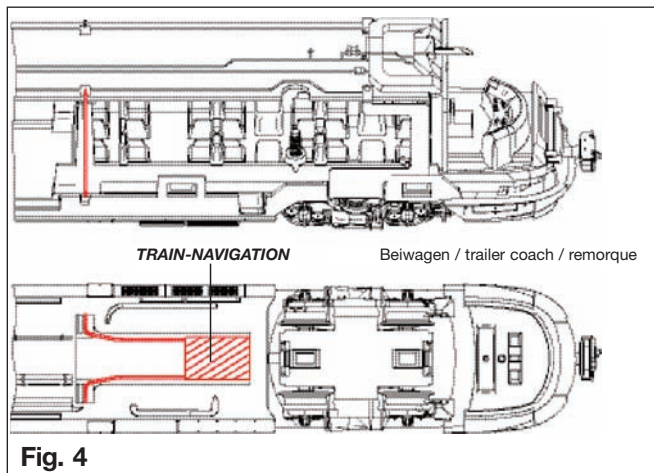 TRAIN-NAVIGATION
Beiwagen / trailer coach / remorque
Fig. 4